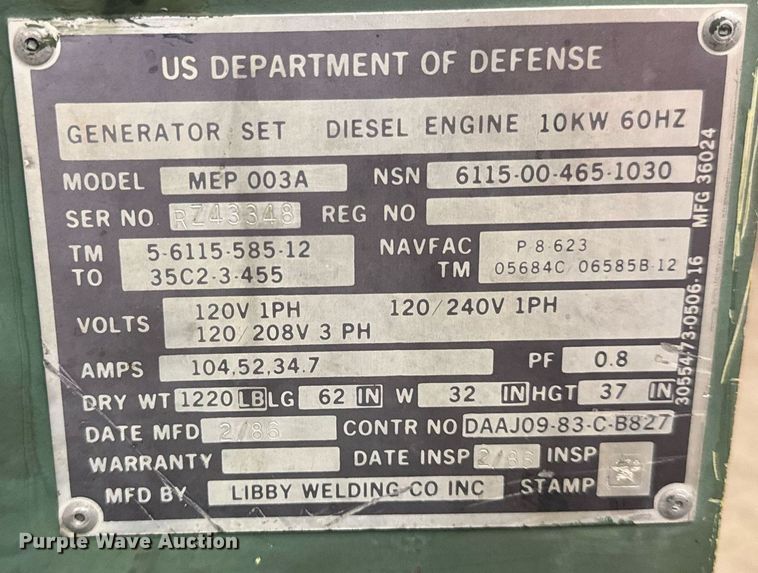 US DEPARTMENT OF DEFENSE
GENERATOR SET DIESEL ENGINE 10KW 60HZ
MODEL MEP 003A NSN 6115-00-465-1030
SER NO. RZ43348 REG NO
TM 5-6115-585-12 NAVFAC P-8-623
TO 35C2-3-455 TM 05684C/06585B-12
VOLTS 120V 1PH 120/240V 1PH
120/208V 3 PH
AMPS 104,52,34.7 PF 0.8
DRY WT 1220 LB LG 62 IN W 32 IN HGT 37 IN
DATE MFD 2/86 CONTR NO DAAJ09-83-C-B827
WARRANTY DATE INSP 2/86 INSP
MFD BY LIBBY WELDING CO INC STAMP
30554/73-0506-16 MFG 36024
Purple Wave Auction